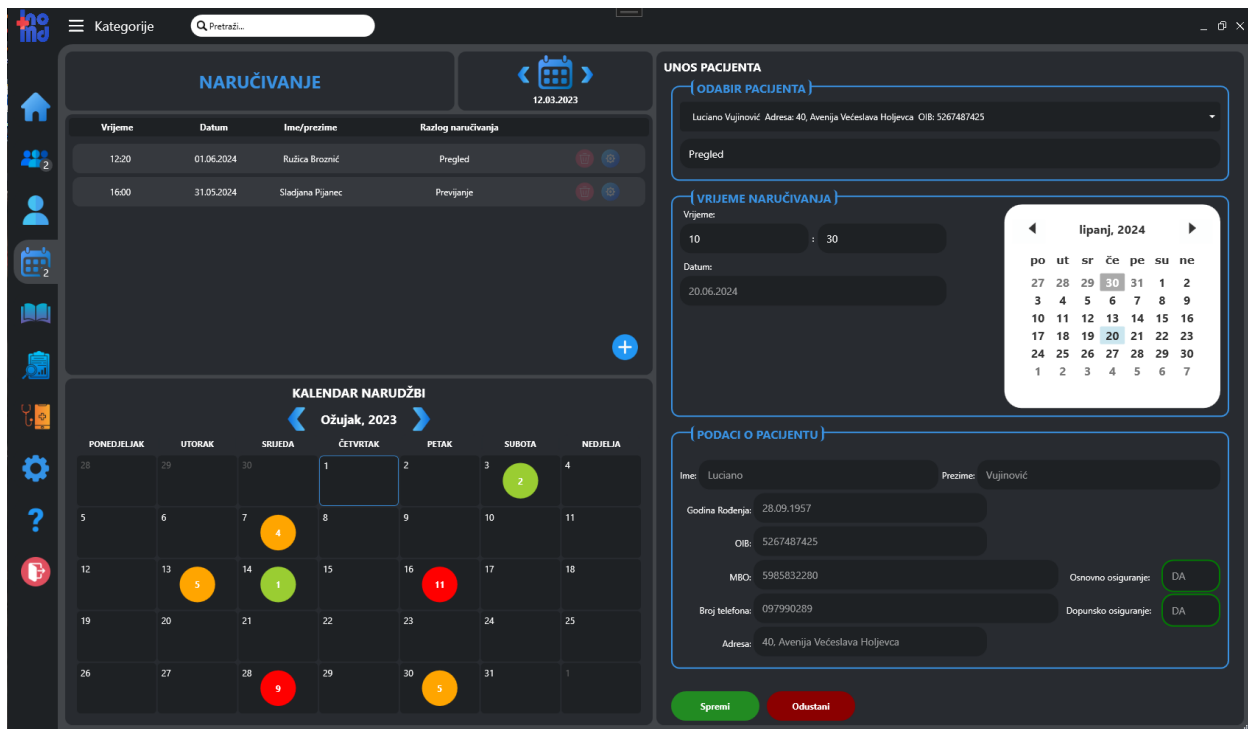 ino
md
Kategorije
Pretraži...
NARUČIVANJE
12.03.2023
Vrijeme Datum Ime/prezime Razlog naručivanja
12:20 01.06.2024 Ružica Broznić Pregled
16:00 31.05.2024 Sladjana Pijanec Previjanje
2
2
KALENDAR NARUDŽBI
Ožujak, 2023
PONEDJELJAK UTORAK SRIJEDA ČETVRTAK PETAK SUBOTA NEDJELJA
28 29 30 1 2 3 4
2
5 6 7 8 9 10 11
4
12 13 14 15 16 17 18
5 1 11
19 20 21 22 23 24 25
26 27 28 29 30 31 1
9 5
UNOS PACIJENTA
ODABIR PACIJENTA
Luciano Vujinović Adresa: 40, Avenija Većeslava Holjevca OIB: 5267487425
Pregled
VRIJEME NARUČIVANJA
Vrijeme:
10 : 30
Datum:
20.06.2024
lipanj, 2024
po ut sr če pe su ne
27 28 29 30 31 1 2
3 4 5 6 7 8 9
10 11 12 13 14 15 16
17 18 19 20 21 22 23
24 25 26 27 28 29 30
1 2 3 4 5 6 7
PODACI O PACIJENTU
Ime: Luciano Prezime: Vujinović
Godina Rođenja: 28.09.1957
OIB: 5267487425
MBO: 5985832280 Osnovno osiguranje: DA
Broj telefona: 097990289 Dopunsko osiguranje: DA
Adresa: 40, Avenija Većeslava Holjevca
Spremi Odustani